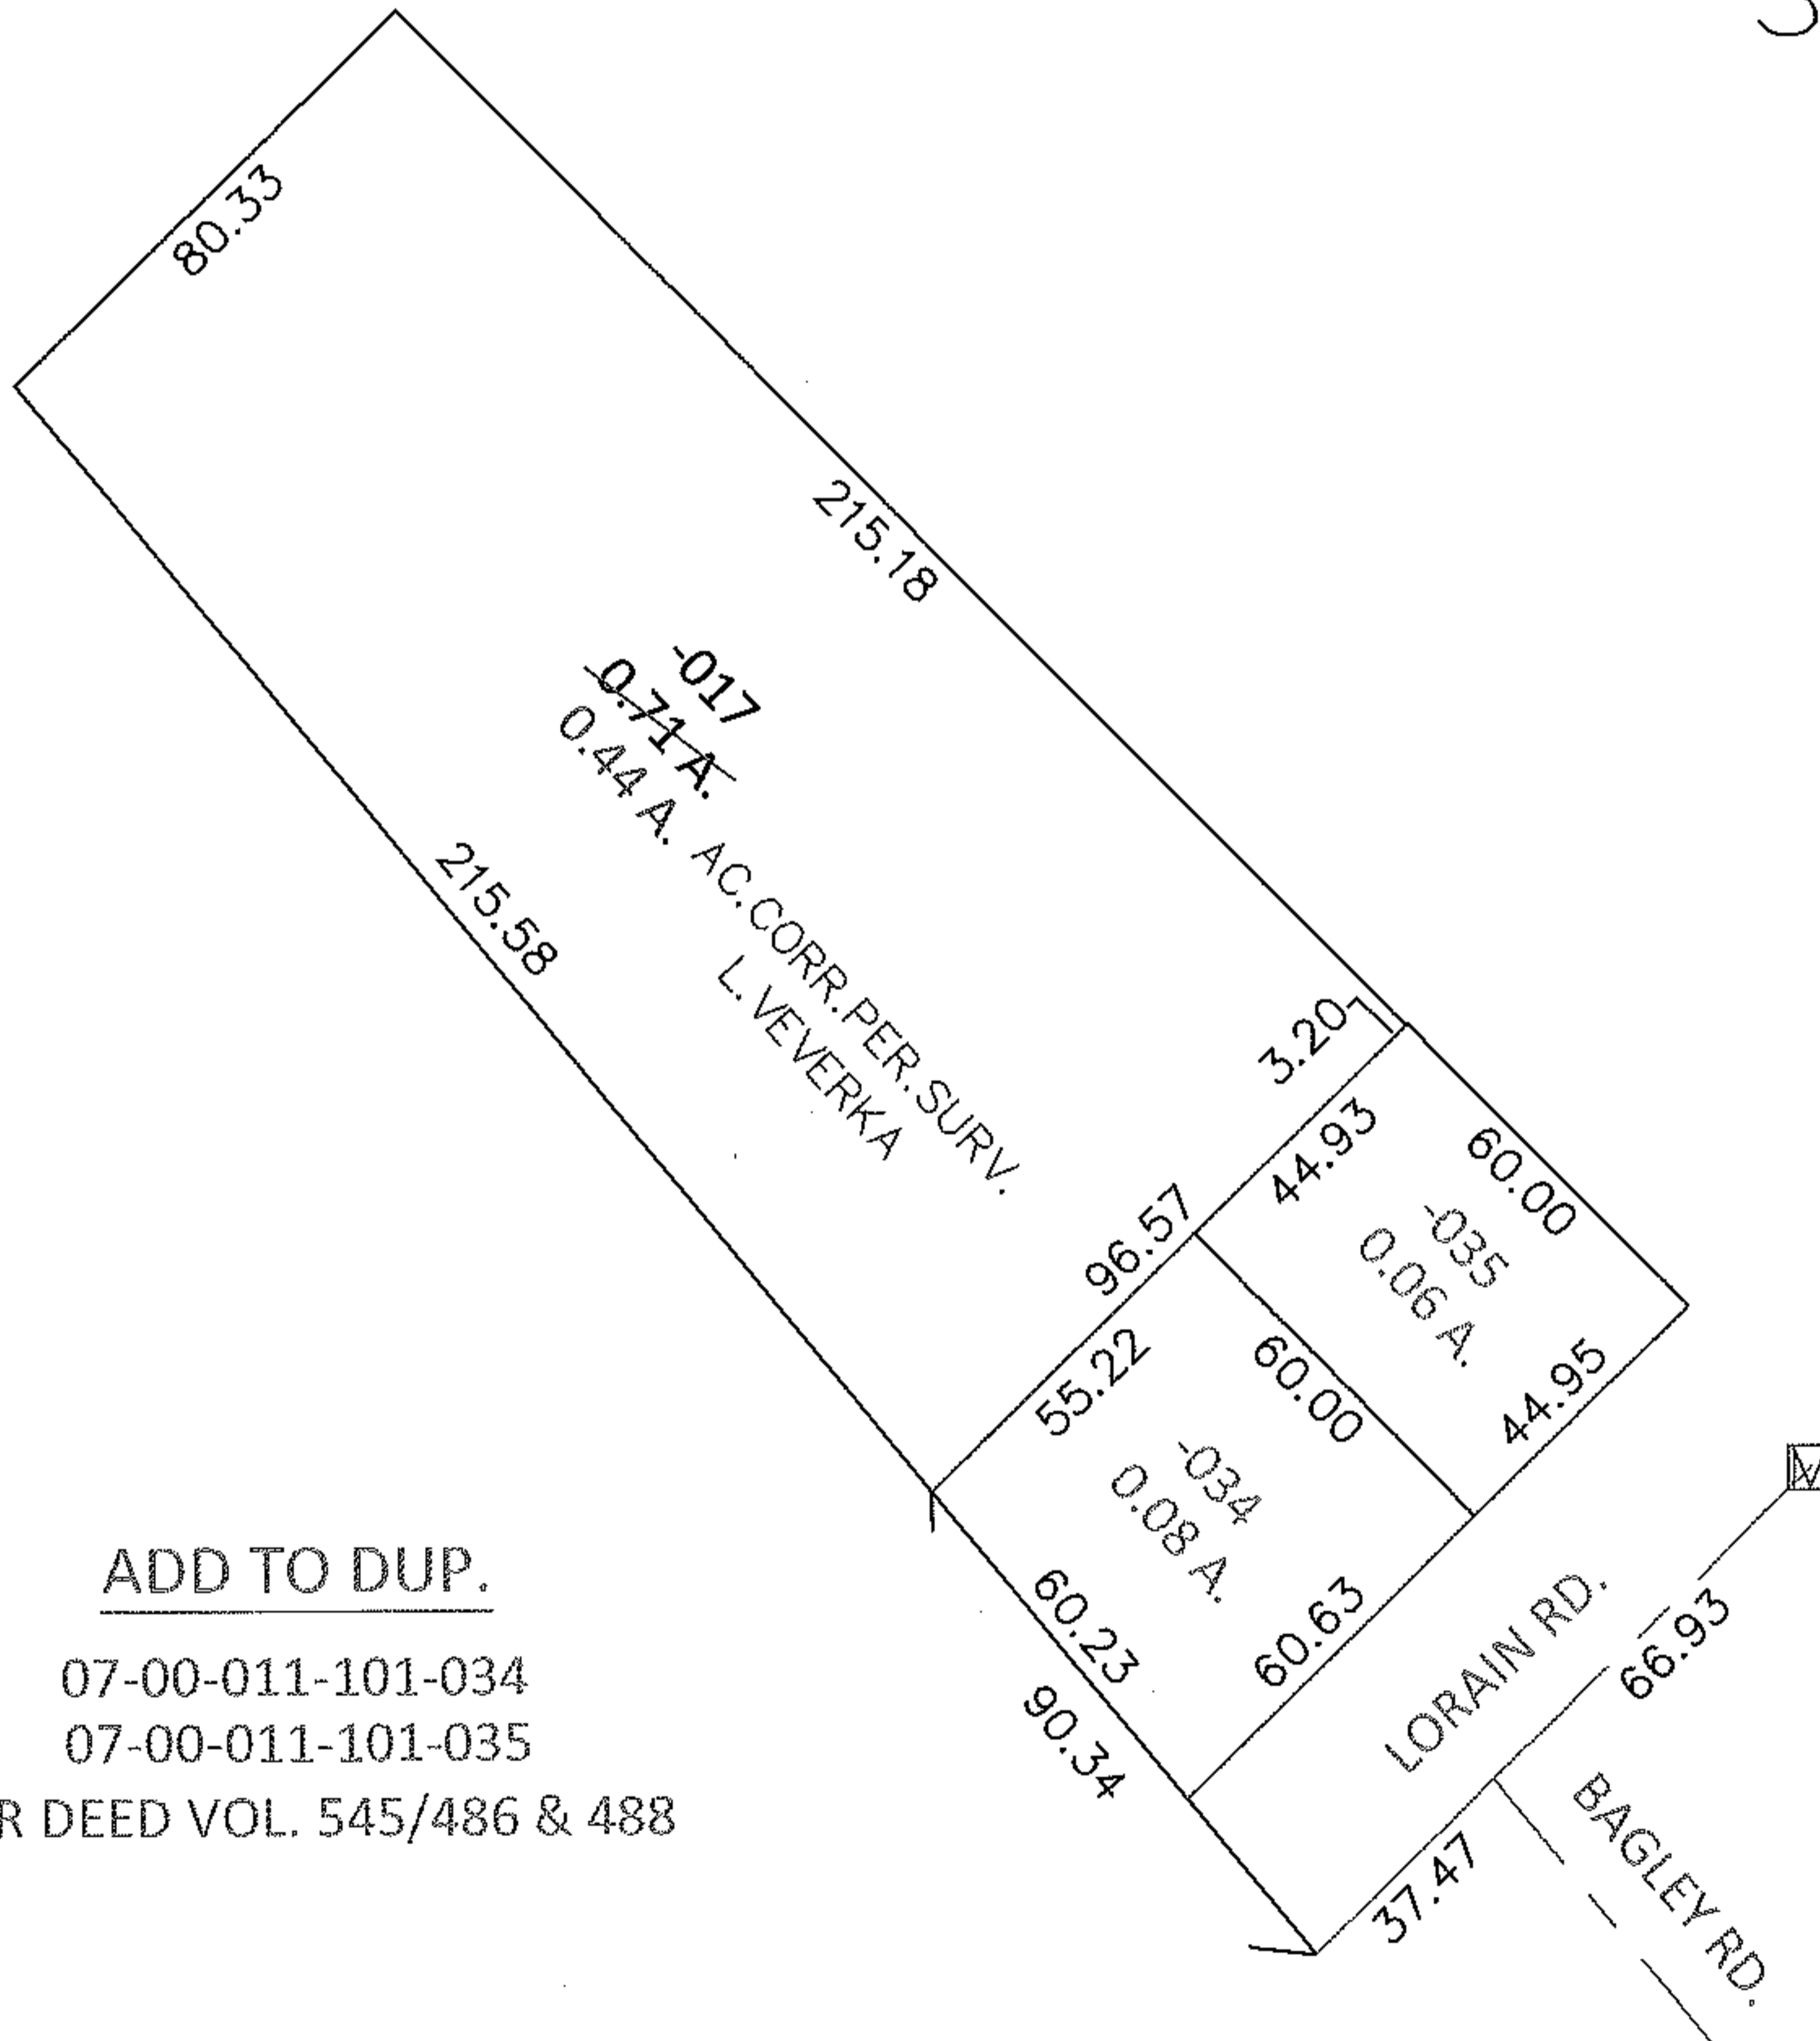 80.33
215.18
-017
0.71 A.
0.44 A. AC.CORR.PER.SURV.
L.VEVERKA
215.58
3.20
44.93
60.00
96.57
-035
0.06 A.
55.22
60.00
44.95
-034
0.08 A.
60.23
60.63
90.34
LORAIN RD.
66.93
37.47
BAGLEY RD.
ADD TO DUP.
07-00-011-101-034
07-00-011-101-035
R DEED VOL. 545/486 & 488